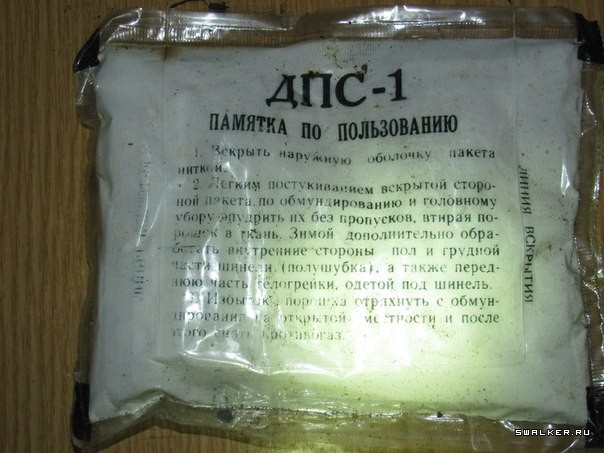 ДПС-1
ПАМЯТКА ПО ПОЛЬЗОВАНИЮ
1. Вскрыть наружную оболочку пакета
ниткой.
2. Легким постукиванием вскрытой сторо-
ной пакета, по обмундированию и головному
убору опудрить их без пропусков, втирая по-
рошок в ткань. Зимой дополнительно обра-
ботать внутренние стороны пол и грудной
части шинели, (полушубка), а также перед-
нюю часть телогрейки, одетой под шинель.
Избыток порошка отряхнуть с обмун-
дирования на открытой местности и после
этого снять противогаз.
ЛИНИЯ ВСКРЫТИЯ
SWALKER.RU